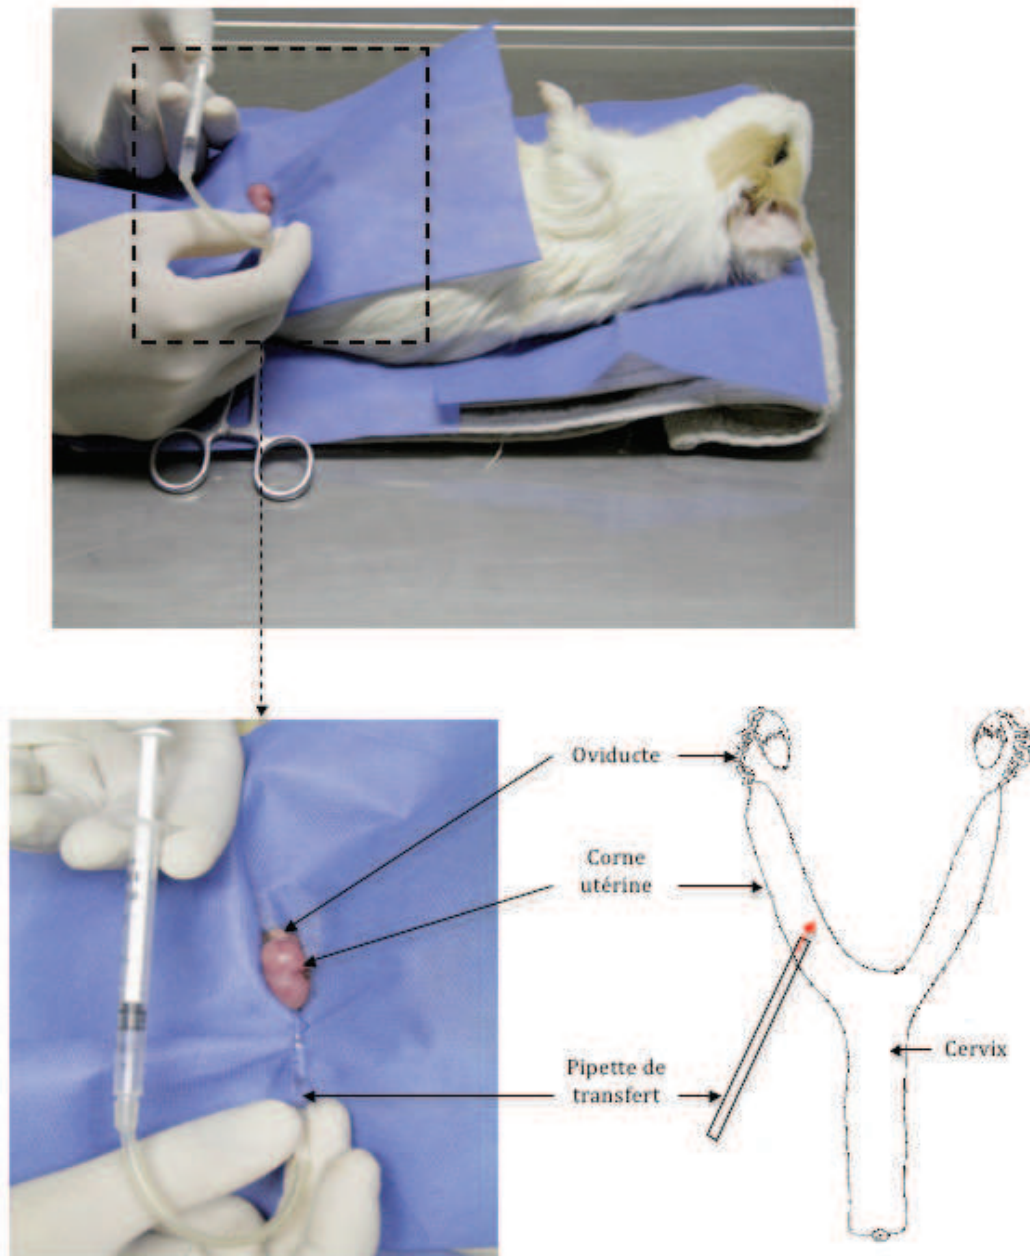 Oviducte
Corne
utérine
Pipette de
transfert
Cervix